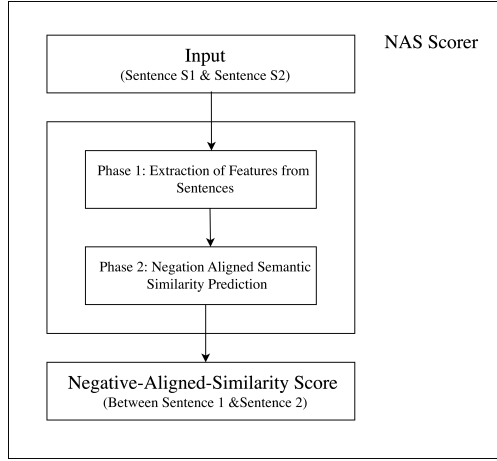 NAS Scorer
Input
(Sentence S1 & Sentence S2)
Phase 1: Extraction of Features from
Sentences
Phase 2: Negation Aligned Semantic
Similarity Prediction
Negative-Aligned-Similarity Score
(Between Sentence 1 &Sentence 2)